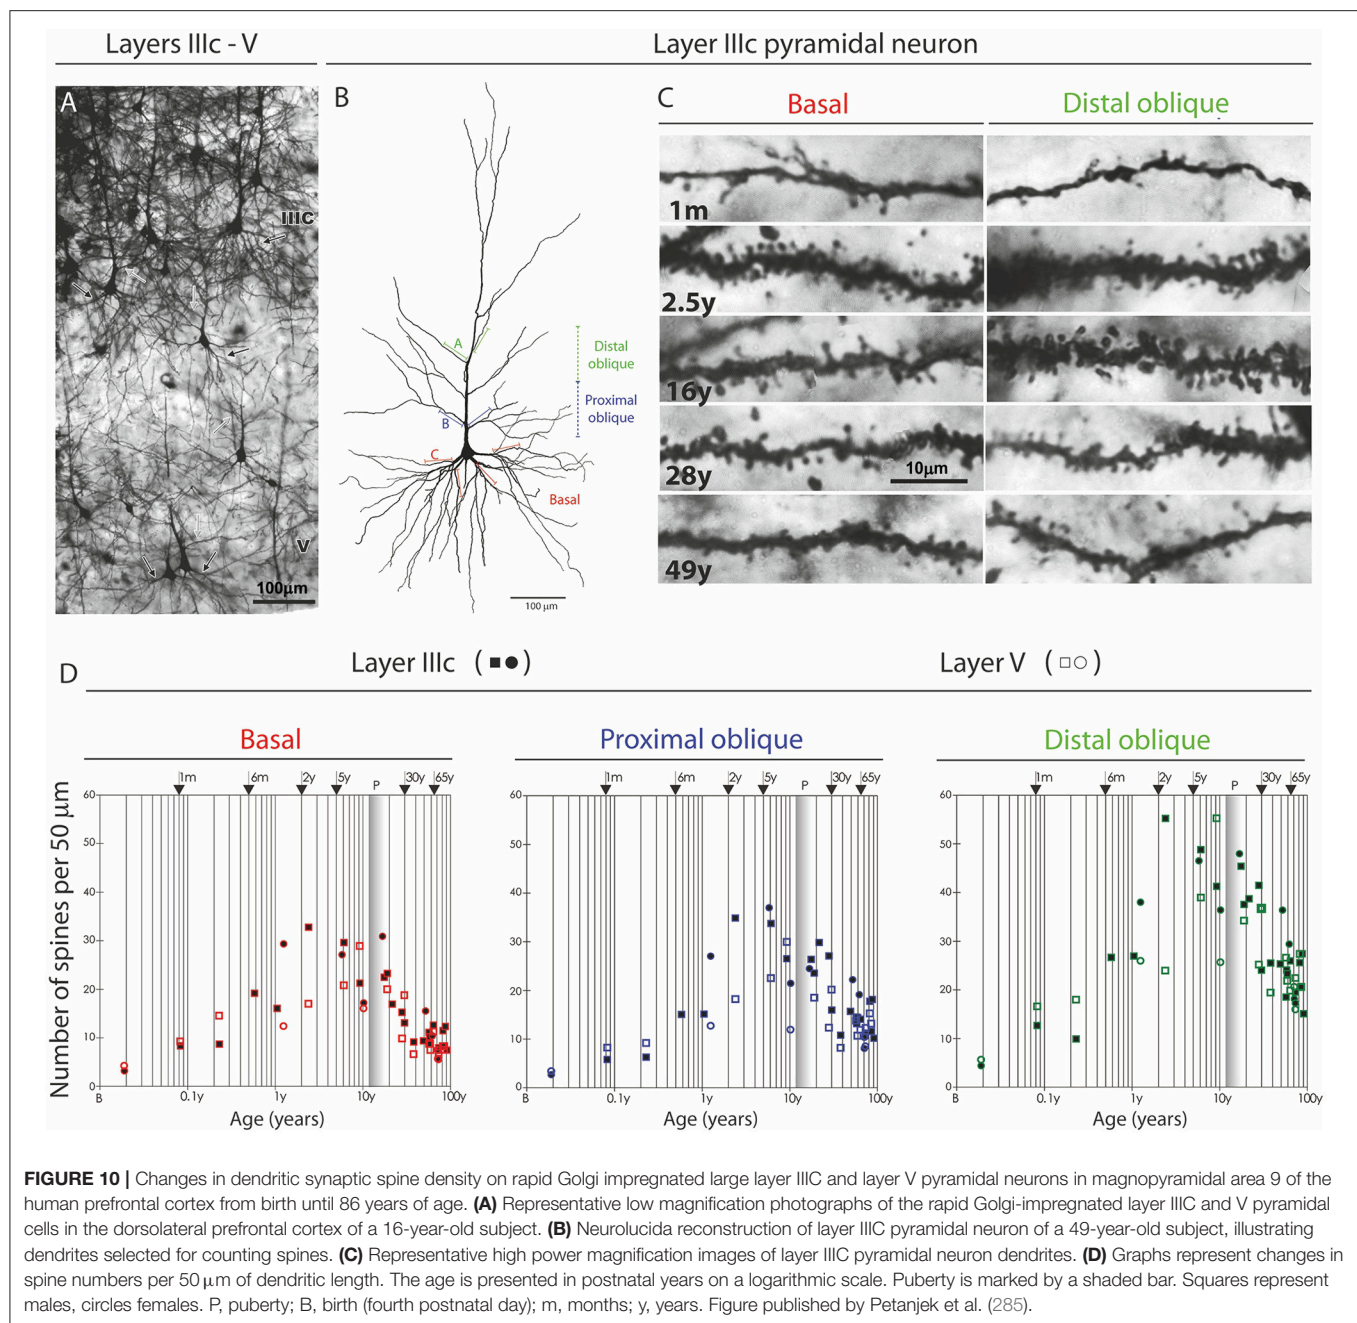 Layers IIIc - V
Layer IIIc pyramidal neuron
A
IIIC
V
100µm
B
A
B
C
Distal
oblique
Proximal
oblique
Basal
100 µm
C
Basal
Distal oblique
1m
2.5y
16y
28y
10µm
49y
D
Layer IIIc (■●)
Layer V (□○)
Basal
Proximal oblique
Distal oblique
Number of spines per 50 µm
1m 6m 2y 5y P 30y 65y
60
50
40
30
20
10
0
B 0.1y 1y 10y 100y
Age (years)
1m 6m 2y 5y P 30y 65y
60
50
40
30
20
10
0
B 0.1y 1y 10y 100y
Age (years)
1m 6m 2y 5y P 30y 65y
60
50
40
30
20
10
0
B 0.1y 1y 10y 100y
Age (years)
FIGURE 10 | Changes in dendritic synaptic spine density on rapid Golgi impregnated large layer IIIC and layer V pyramidal neurons in magnopyramidal area 9 of the
human prefrontal cortex from birth until 86 years of age. (A) Representative low magnification photographs of the rapid Golgi-impregnated layer IIIC and V pyramidal
cells in the dorsolateral prefrontal cortex of a 16-year-old subject. (B) Neurolucida reconstruction of layer IIIC pyramidal neuron of a 49-year-old subject, illustrating
dendrites selected for counting spines. (C) Representative high power magnification images of layer IIIC pyramidal neuron dendrites. (D) Graphs represent changes in
spine numbers per 50 µm of dendritic length. The age is presented in postnatal years on a logarithmic scale. Puberty is marked by a shaded bar. Squares represent
males, circles females. P, puberty; B, birth (fourth postnatal day); m, months; y, years. Figure published by Petanjek et al. (285).